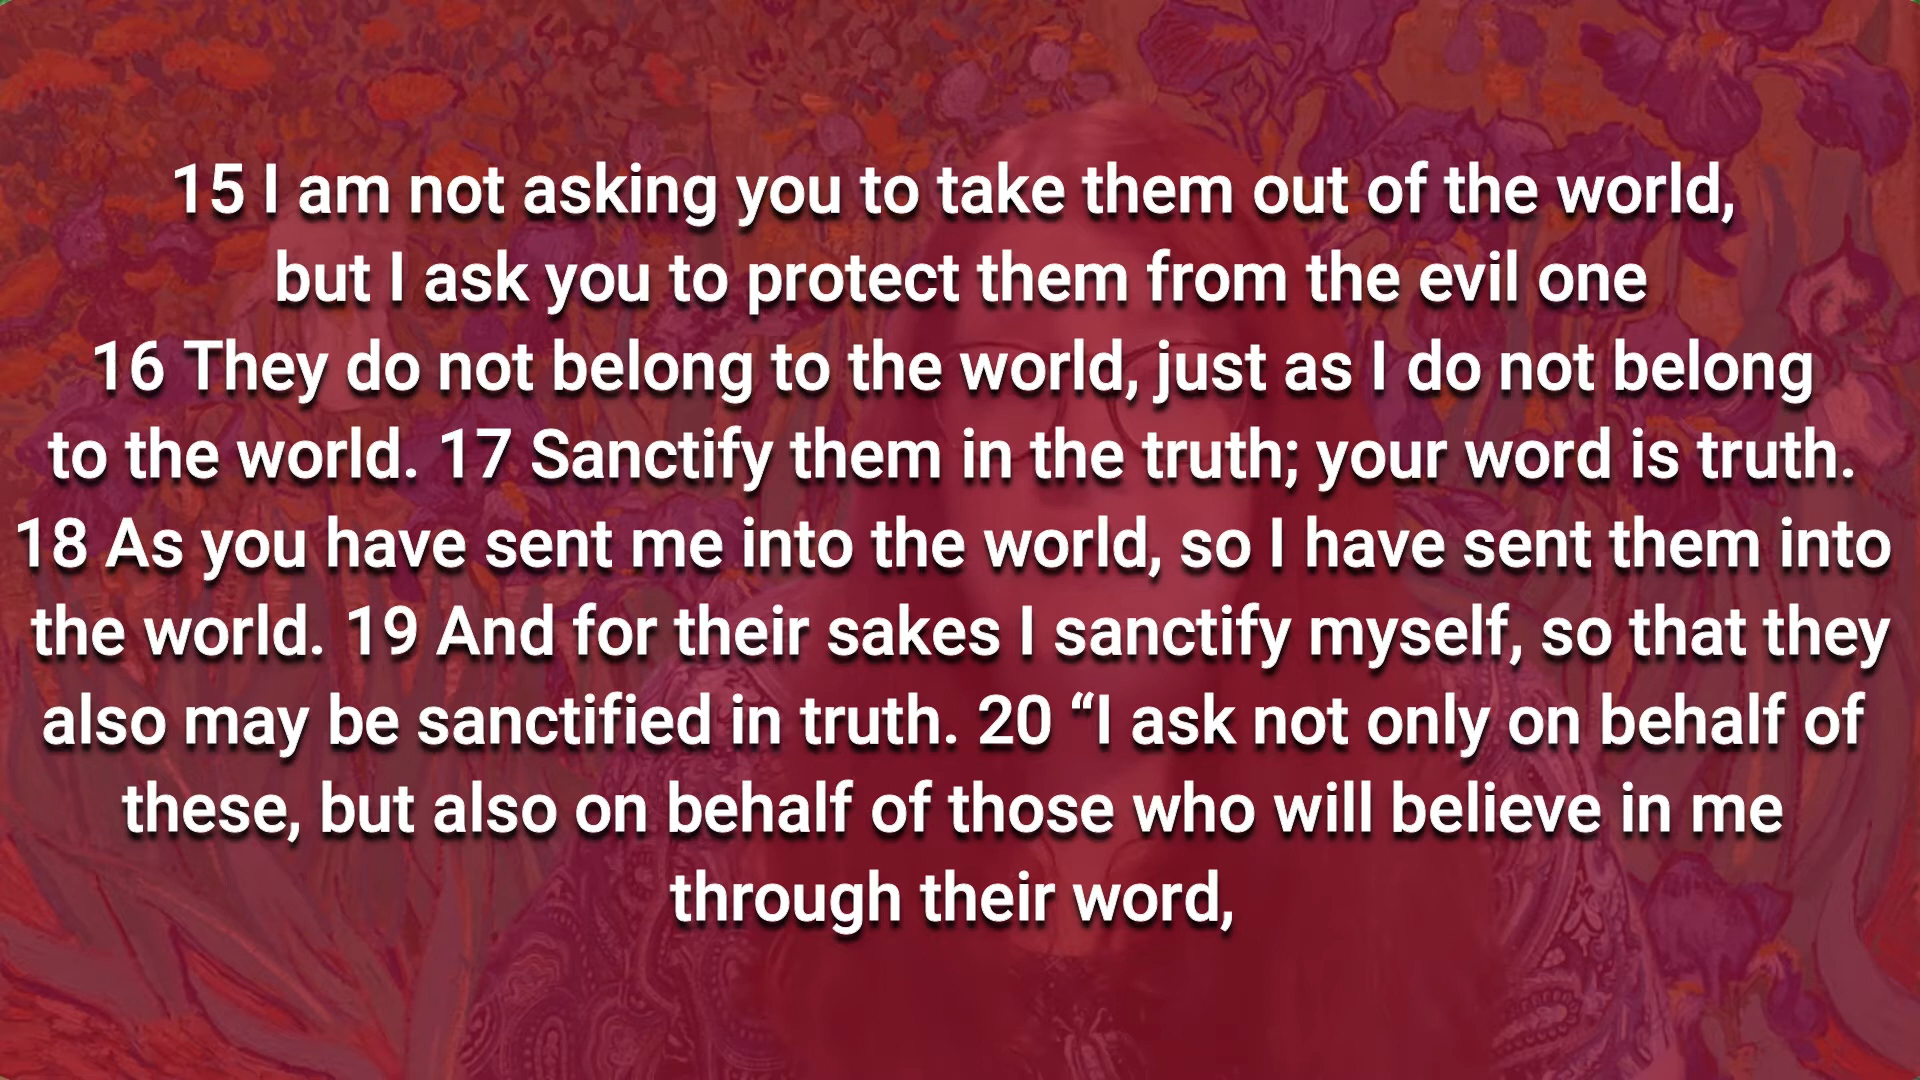 15 I am not asking you to take them out of the world,
but I ask you to protect them from the evil one
16 They do not belong to the world, just as I do not belong
to the world. 17 Sanctify them in the truth; your word is truth.
18 As you have sent me into the world, so I have sent them into
the world. 19 And for their sakes I sanctify myself, so that they
also may be sanctified in truth. 20 “I ask not only on behalf of
these, but also on behalf of those who will believe in me
through their word,